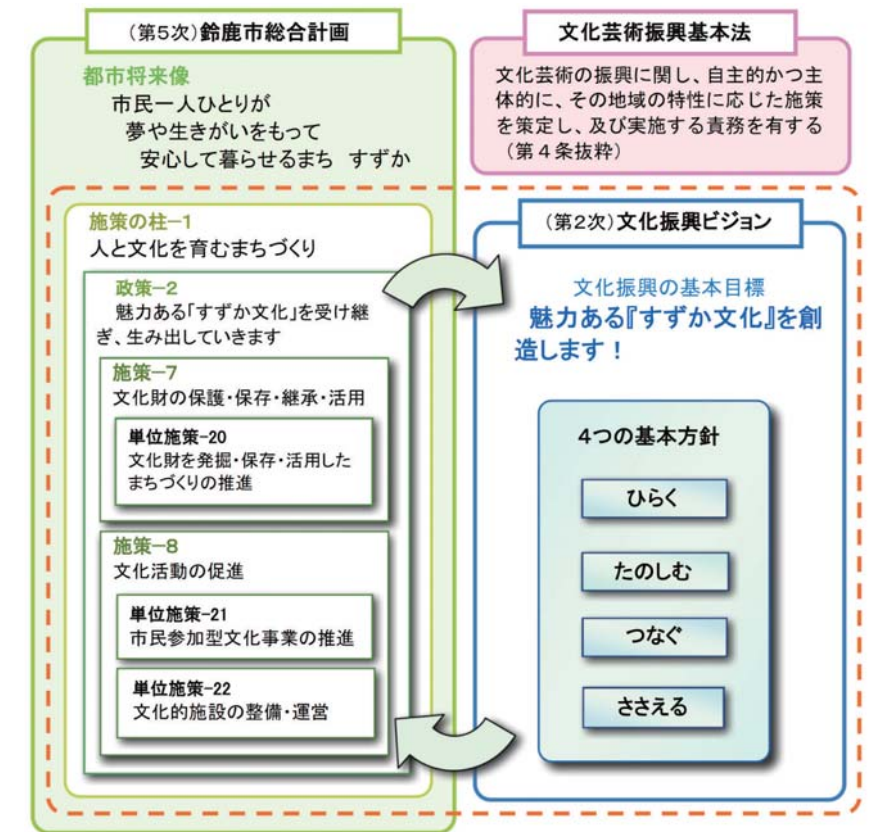 (第5次)鈴鹿市総合計画
都市将来像
市民一人ひとりが
夢や生きがいをもって
安心して暮らせるまち　すずか
文化芸術振興基本法
文化芸術の振興に関し、自主的かつ主
体的に、その地域の特性に応じた施策
を策定し、及び実施する責務を有する
(第4条抜粋)
施策の柱−1
人と文化を育むまちづくり
政策−2
魅力ある「すずか文化」を受け継
ぎ、生み出していきます
施策−7
文化財の保護・保存・継承・活用
単位施策-20
文化財を発掘・保存・活用した
まちづくりの推進
施策−8
文化活動の促進
単位施策-21
市民参加型文化事業の推進
単位施策-22
文化的施設の整備・運営
(第2次)文化振興ビジョン
文化振興の基本目標
魅力ある『すずか文化』を創
造します！
4つの基本方針
ひらく
たのしむ
つなぐ
ささえる